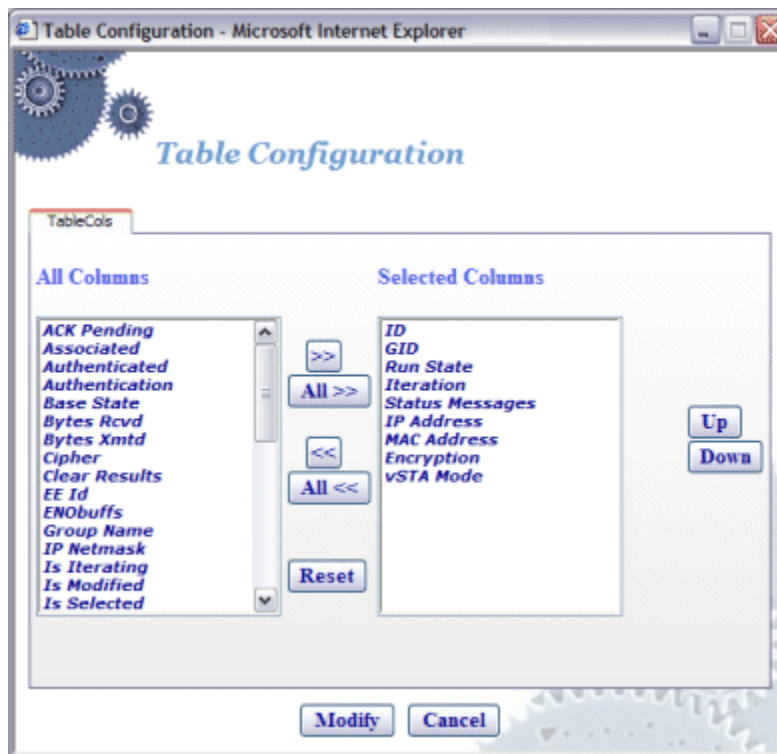 Table Configuration - Microsoft Internet Explorer
Table Configuration
TableCols
All Columns
ACK Pending
Associated
Authenticated
Authentication
Base State
Bytes Rcvd
Bytes Xmtd
Cipher
Clear Results
EE Id
ENObuffs
Group Name
IP Netmask
Is Iterating
Is Modified
Is Selected
>>
All >>
<<
All <<
Reset
Selected Columns
ID
GID
Run State
Iteration
Status Messages
IP Address
MAC Address
Encryption
vSTA Mode
Up
Down
Modify
Cancel